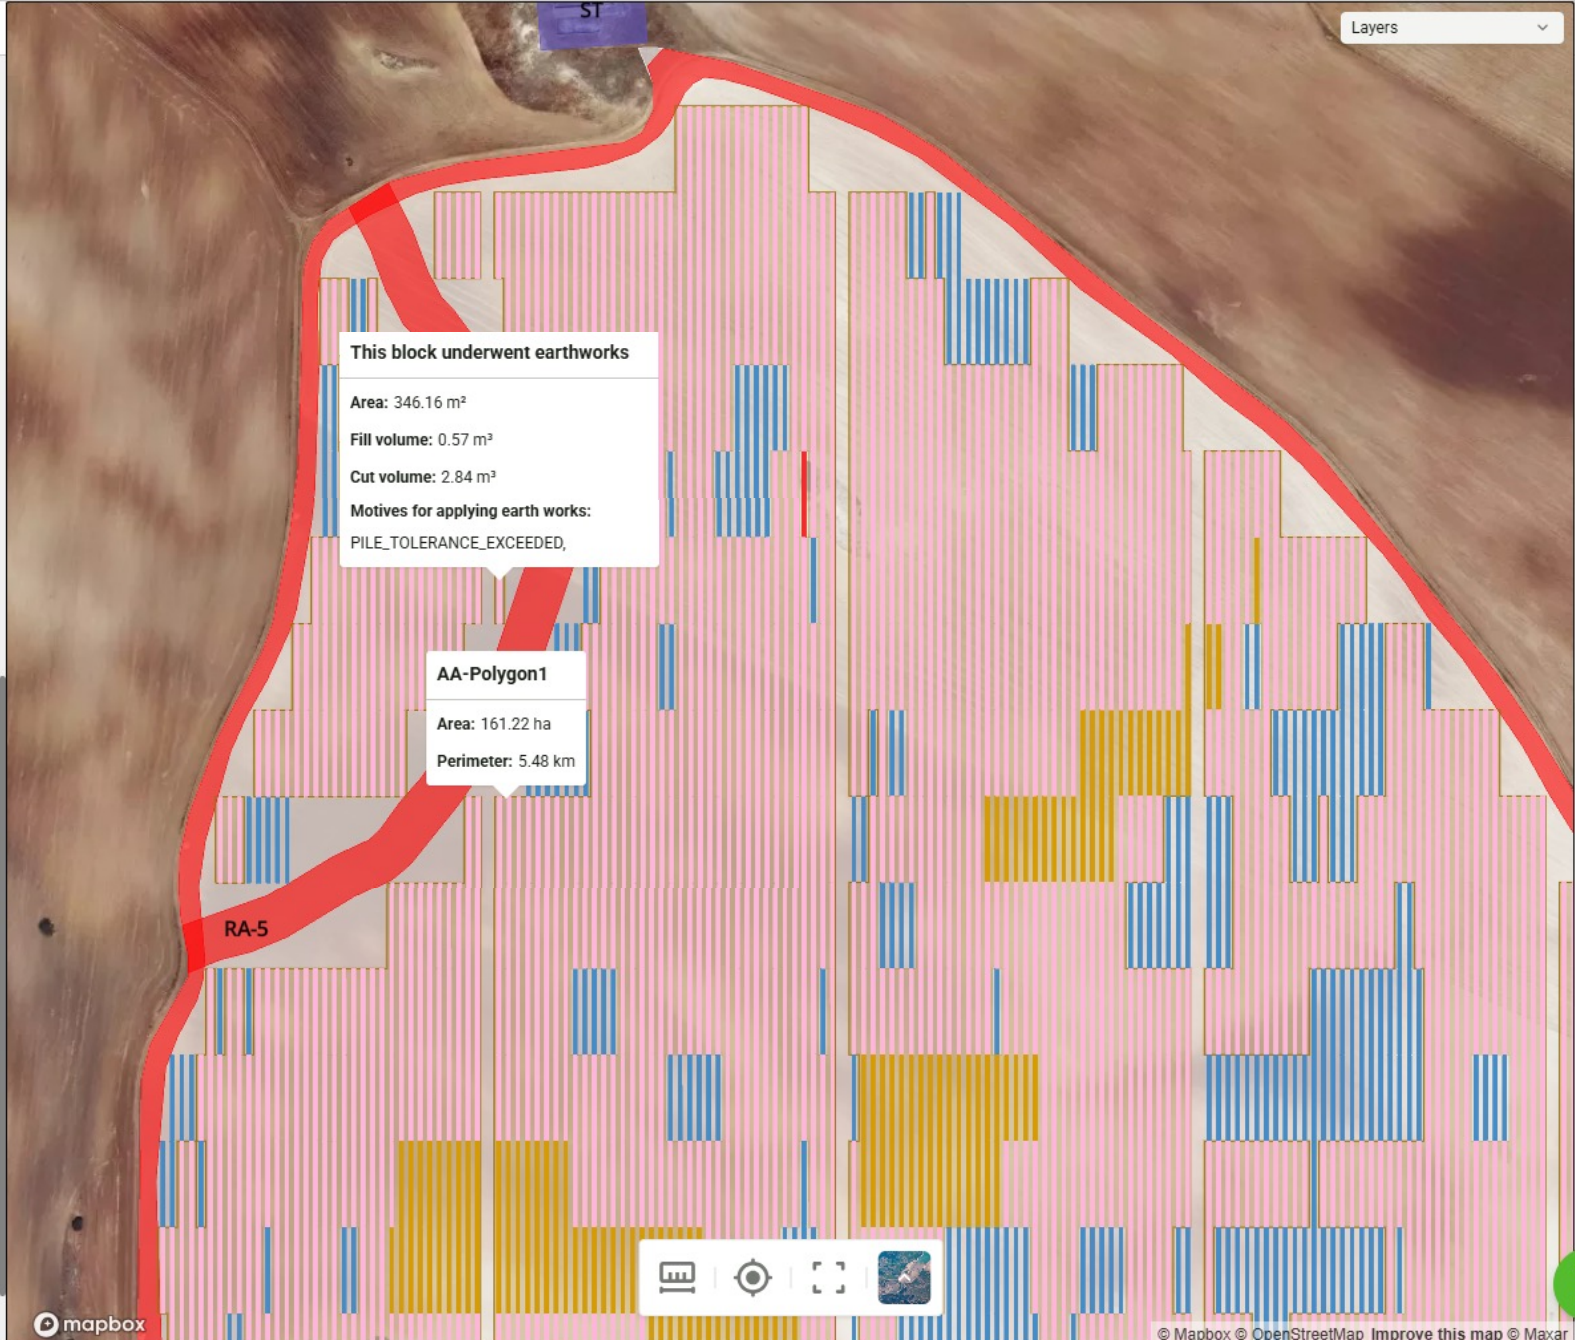 ST
Layers
This block underwent earthworks
Area: 346.16 m²
Fill volume: 0.57 m³
Cut volume: 2.84 m³
Motives for applying earth works:
PILE_TOLERANCE_EXCEEDED,
AA-Polygon1
Area: 161.22 ha
Perimeter: 5.48 km
RA-5
mapbox
© Mapbox © OpenStreetMap Improve this map © Maxar